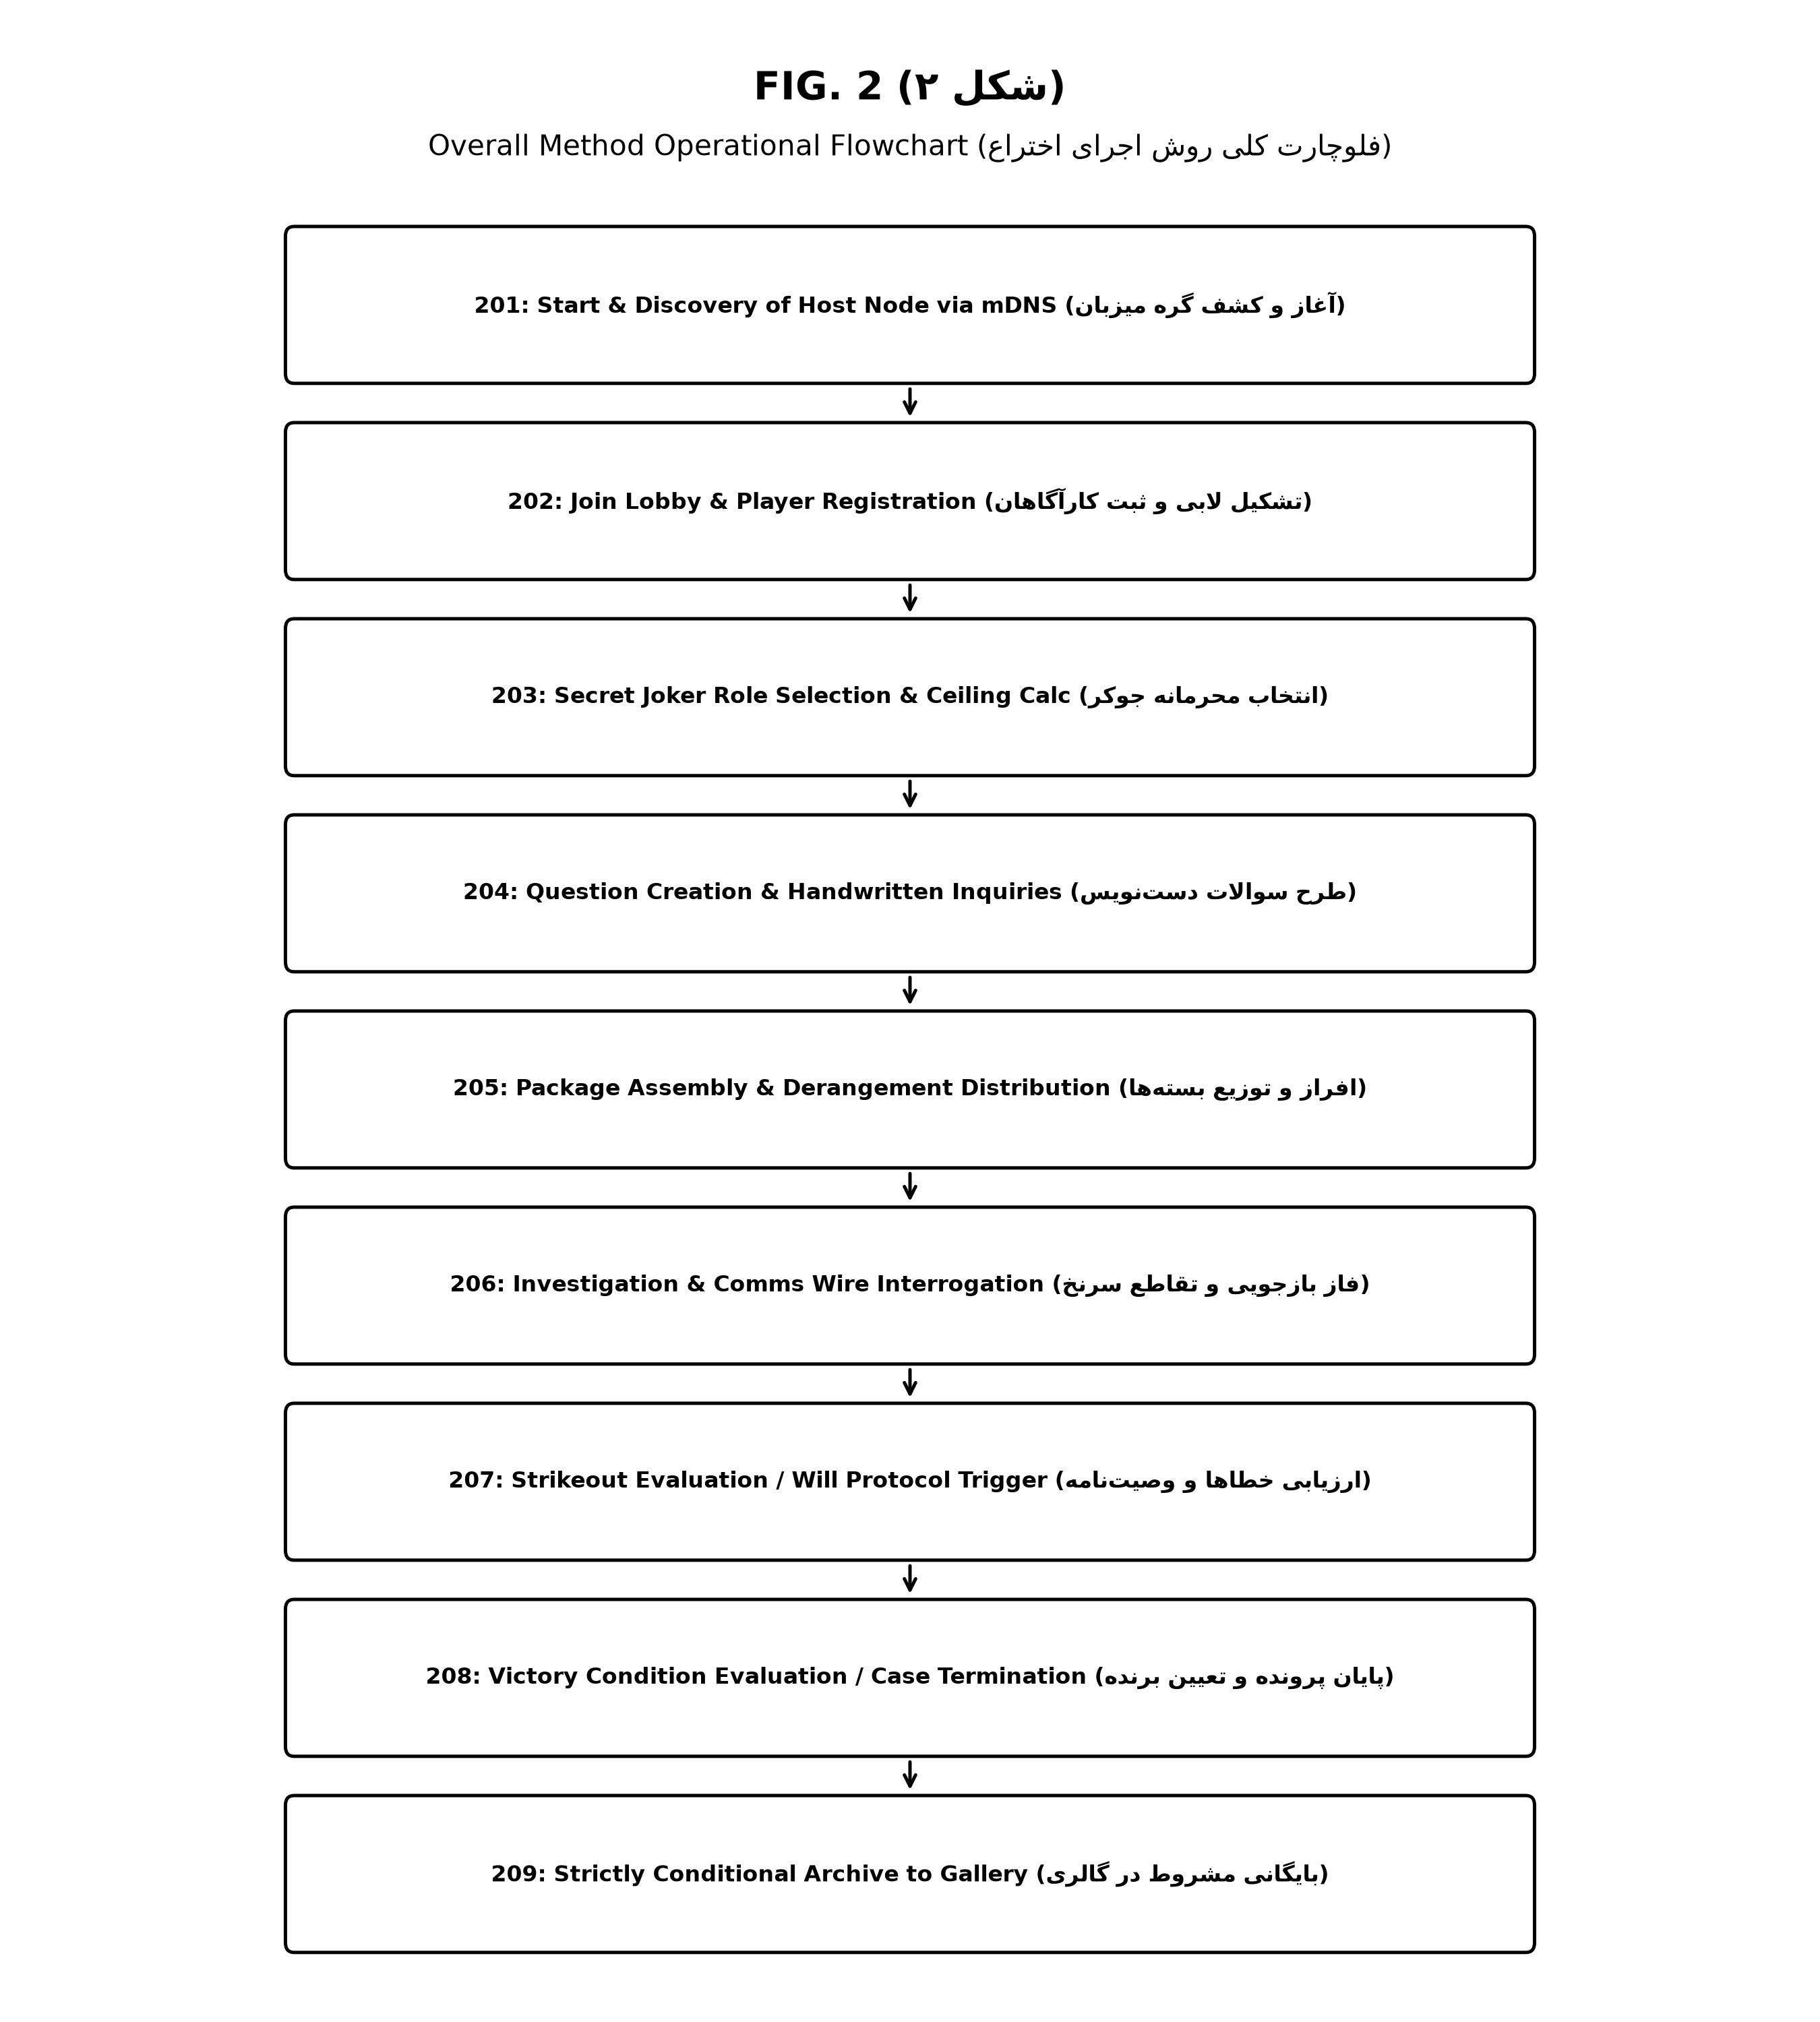 FIG. 2 (شکل ۲)
Overall Method Operational Flowchart (فلوچارت کلی روش اجرای اختراع)
201: Start & Discovery of Host Node via mDNS (آغاز و کشف گره میزبان)
202: Join Lobby & Player Registration (تشکیل لابی و ثبت کارآگاهان)
203: Secret Joker Role Selection & Ceiling Calc (انتخاب محرمانه جوکر)
204: Question Creation & Handwritten Inquiries (طرح سوالات دست‌نویس)
205: Package Assembly & Derangement Distribution (افراز و توزیع بسته‌ها)
206: Investigation & Comms Wire Interrogation (فاز بازجویی و تقاطع سرنخ)
207: Strikeout Evaluation / Will Protocol Trigger (ارزیابی خطاها و وصیت‌نامه)
208: Victory Condition Evaluation / Case Termination (پایان پرونده و تعیین برنده)
209: Strictly Conditional Archive to Gallery (بایگانی مشروط در گالری)